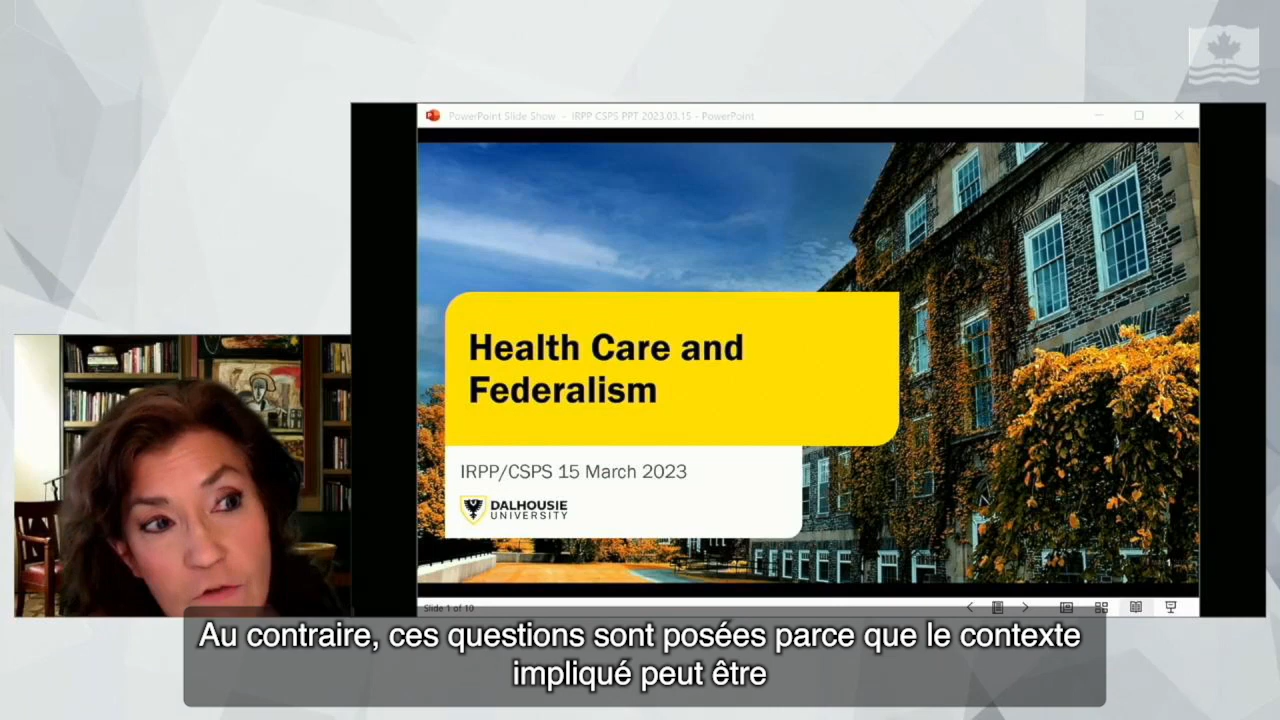 PowerPoint Slide Show - IRPP CSPS PPT 2023.03.15 - PowerPoint
Health Care and
Federalism
IRPP/CSPS 15 March 2023
DALHOUSIE
UNIVERSITY
Slide 1 of 10
Au contraire, ces questions sont posées parce que le contexte
impliqué peut être